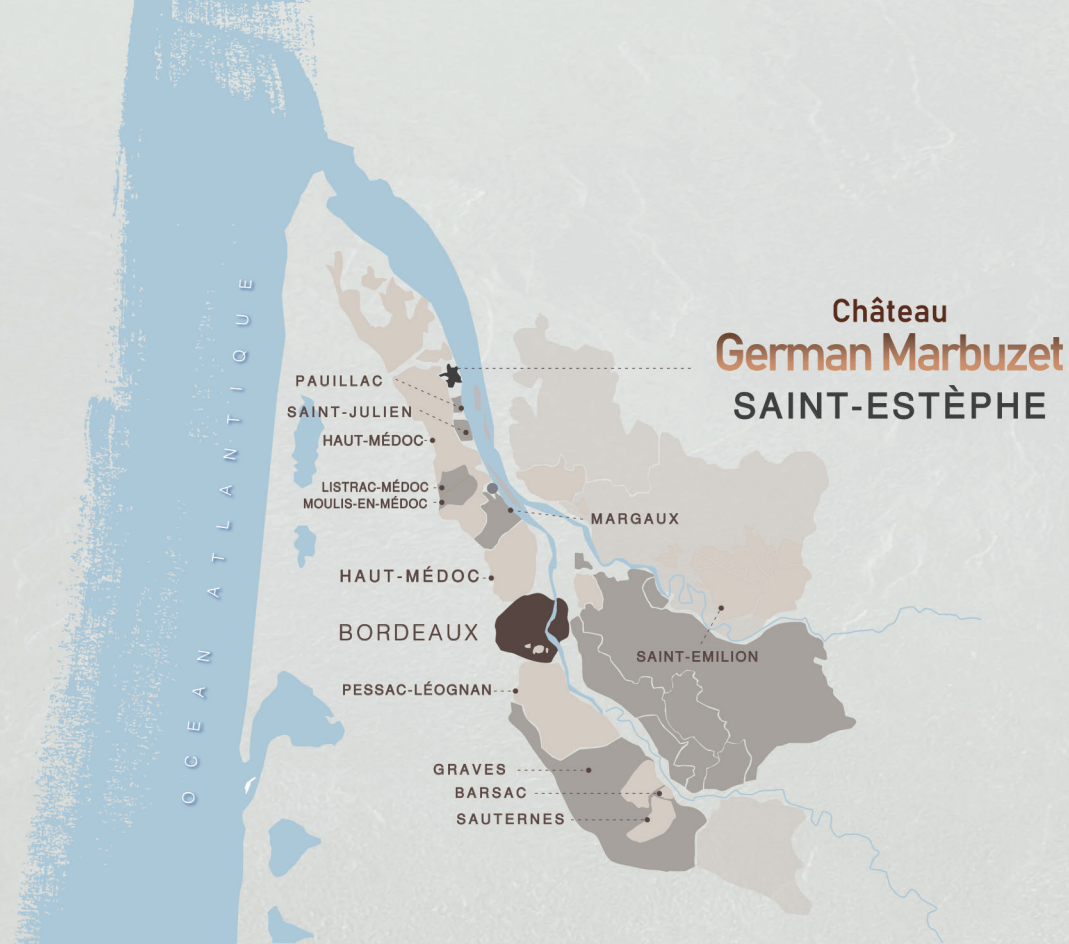 Château
German Marbuzet
SAINT-ESTÈPHE
PAUILLAC
SAINT-JULIEN
HAUT-MÉDOC
LISTRAC-MÉDOC
MOULIS-EN-MÉDOC
MARGAUX
HAUT-MÉDOC
BORDEAUX
SAINT-EMILION
PESSAC-LÉOGNAN
GRAVES
BARSAC
SAUTERNES
OCEAN ATLANTIQUE